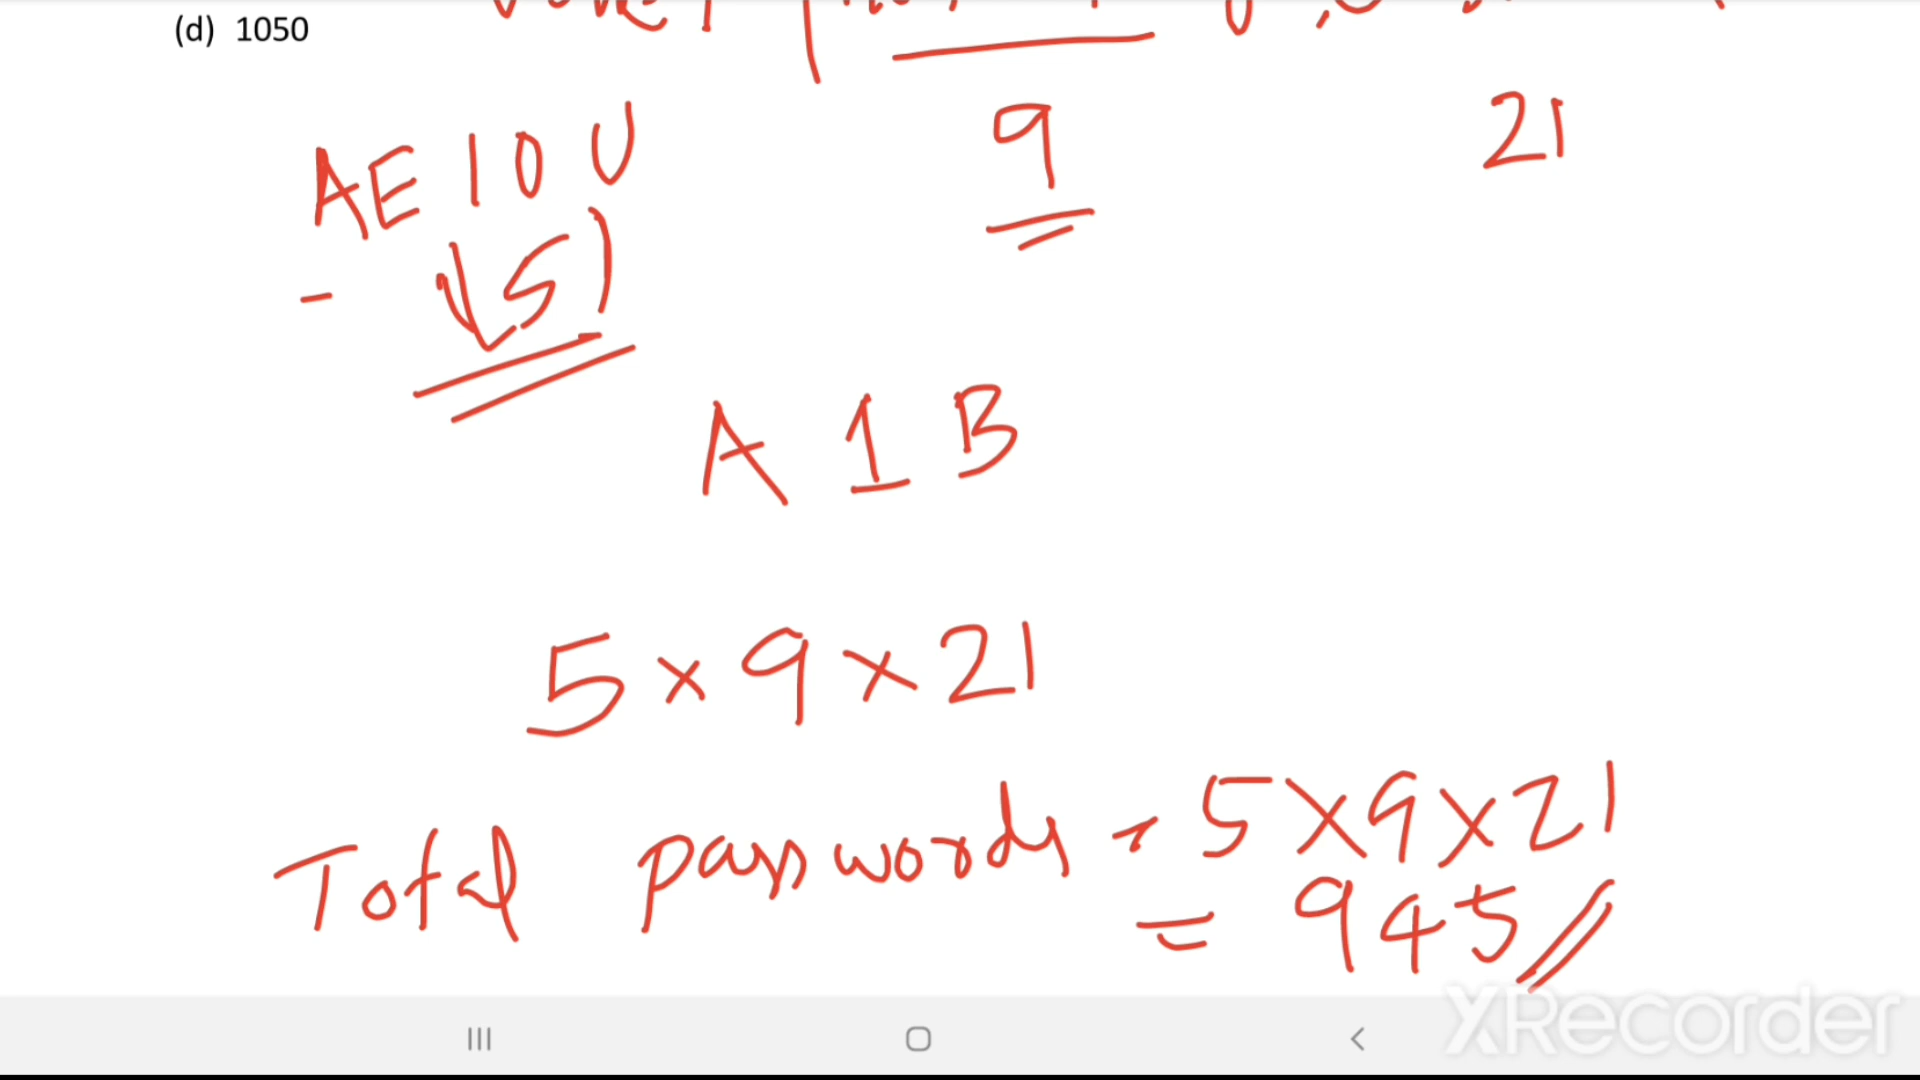 (d) 1050
AEIOU 9 21
(5)
A 1 B
5 × 9 × 21
Total passwords = 5 × 9 × 21
= 945 //
XRecorder